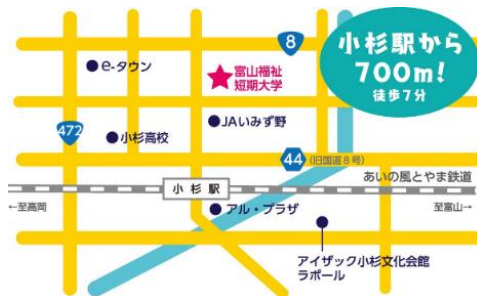 8
小杉駅から
700m!
徒歩7分
e-タウン
富山福祉
短期大学
472
小杉高校
JAいみず野
44 (旧国道8号)
あいの風とやま鉄道
小杉駅
←至高岡
アル・プラザ
至富山→
アイザック小杉文化会館
ラポール